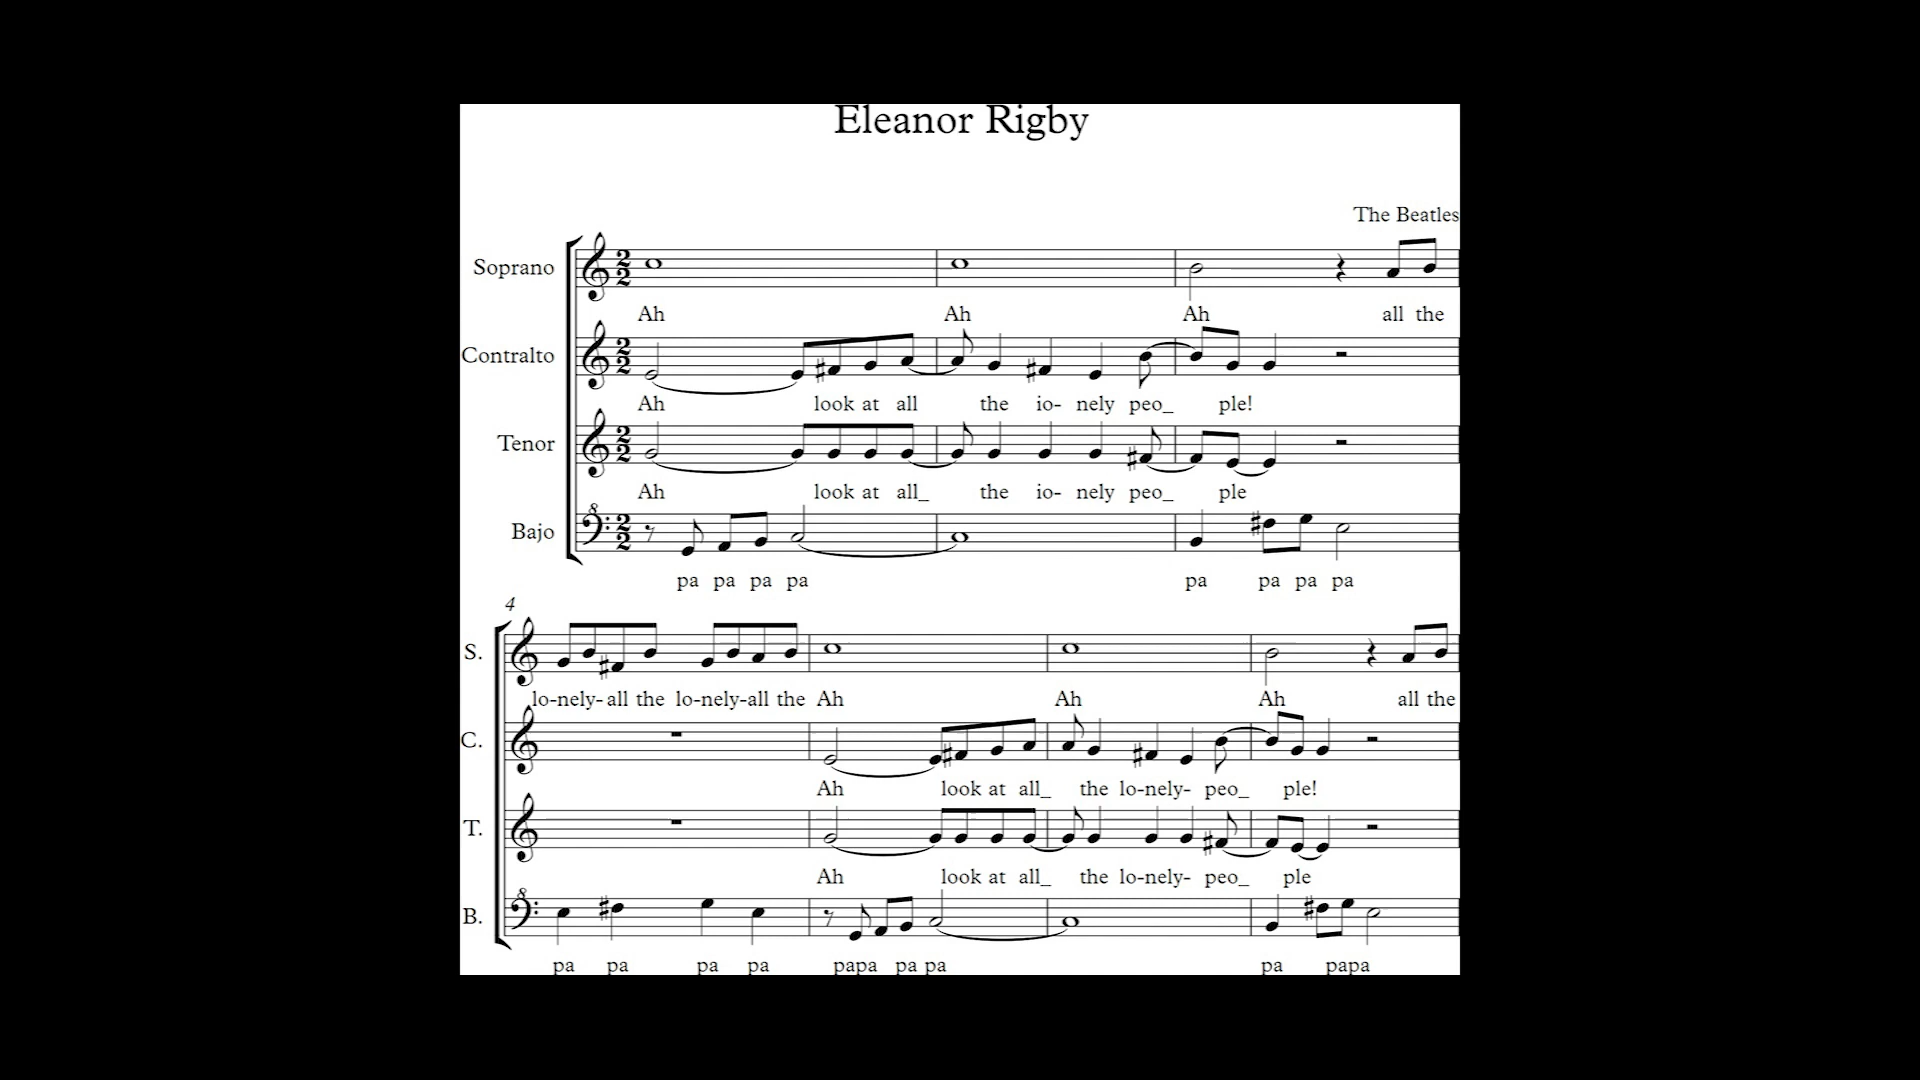 Eleanor Rigby
The Beatles
Soprano
Ah Ah Ah all the
Contralto
Ah look at all the io- nely peo_ ple!
Tenor
Ah look at all_ the io- nely peo_ ple
Bajo
pa pa pa pa pa pa pa pa
4
S.
lo-nely-all the lo-nely-all the Ah Ah Ah all the
C.
Ah look at all_ the lo-nely- peo_ ple!
T.
Ah look at all_ the lo-nely- peo_ ple
B.
pa pa pa pa papa pa pa pa papa